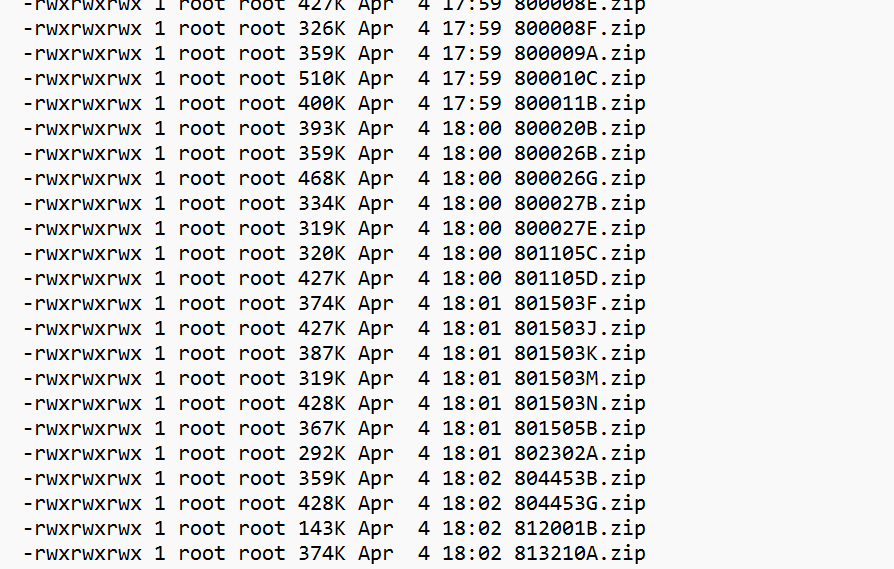 -rwxrwxrwx 1 root root 427K Apr  4 17:59 800008E.zip
-rwxrwxrwx 1 root root 326K Apr  4 17:59 800008F.zip
-rwxrwxrwx 1 root root 359K Apr  4 17:59 800009A.zip
-rwxrwxrwx 1 root root 510K Apr  4 17:59 800010C.zip
-rwxrwxrwx 1 root root 400K Apr  4 17:59 800011B.zip
-rwxrwxrwx 1 root root 393K Apr  4 18:00 800020B.zip
-rwxrwxrwx 1 root root 359K Apr  4 18:00 800026B.zip
-rwxrwxrwx 1 root root 468K Apr  4 18:00 800026G.zip
-rwxrwxrwx 1 root root 334K Apr  4 18:00 800027B.zip
-rwxrwxrwx 1 root root 319K Apr  4 18:00 800027E.zip
-rwxrwxrwx 1 root root 320K Apr  4 18:00 801105C.zip
-rwxrwxrwx 1 root root 427K Apr  4 18:00 801105D.zip
-rwxrwxrwx 1 root root 374K Apr  4 18:01 801503F.zip
-rwxrwxrwx 1 root root 427K Apr  4 18:01 801503J.zip
-rwxrwxrwx 1 root root 387K Apr  4 18:01 801503K.zip
-rwxrwxrwx 1 root root 319K Apr  4 18:01 801503M.zip
-rwxrwxrwx 1 root root 428K Apr  4 18:01 801503N.zip
-rwxrwxrwx 1 root root 367K Apr  4 18:01 801505B.zip
-rwxrwxrwx 1 root root 292K Apr  4 18:01 802302A.zip
-rwxrwxrwx 1 root root 359K Apr  4 18:02 804453B.zip
-rwxrwxrwx 1 root root 428K Apr  4 18:02 804453G.zip
-rwxrwxrwx 1 root root 143K Apr  4 18:02 812001B.zip
-rwxrwxrwx 1 root root 374K Apr  4 18:02 813210A.zip